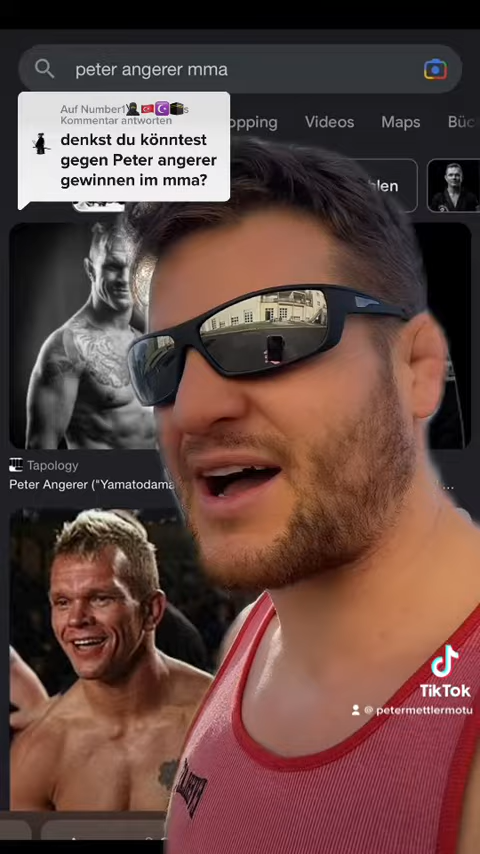 peter angerer mma
Auf Number1
Kommentar antworten
denkst du könntest
gegen Peter angerer
gewinnen im mma?
opping Videos Maps Büc
len
Tapology
Peter Angerer ("Yamatodama
...
TikTok
@petermettlermotu